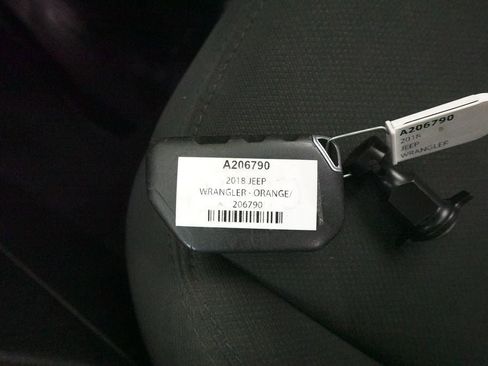 A206790
2018 JEEP
WRANGLER - ORANGE/
206790
A206790
2018
JEEP
WRANGLER